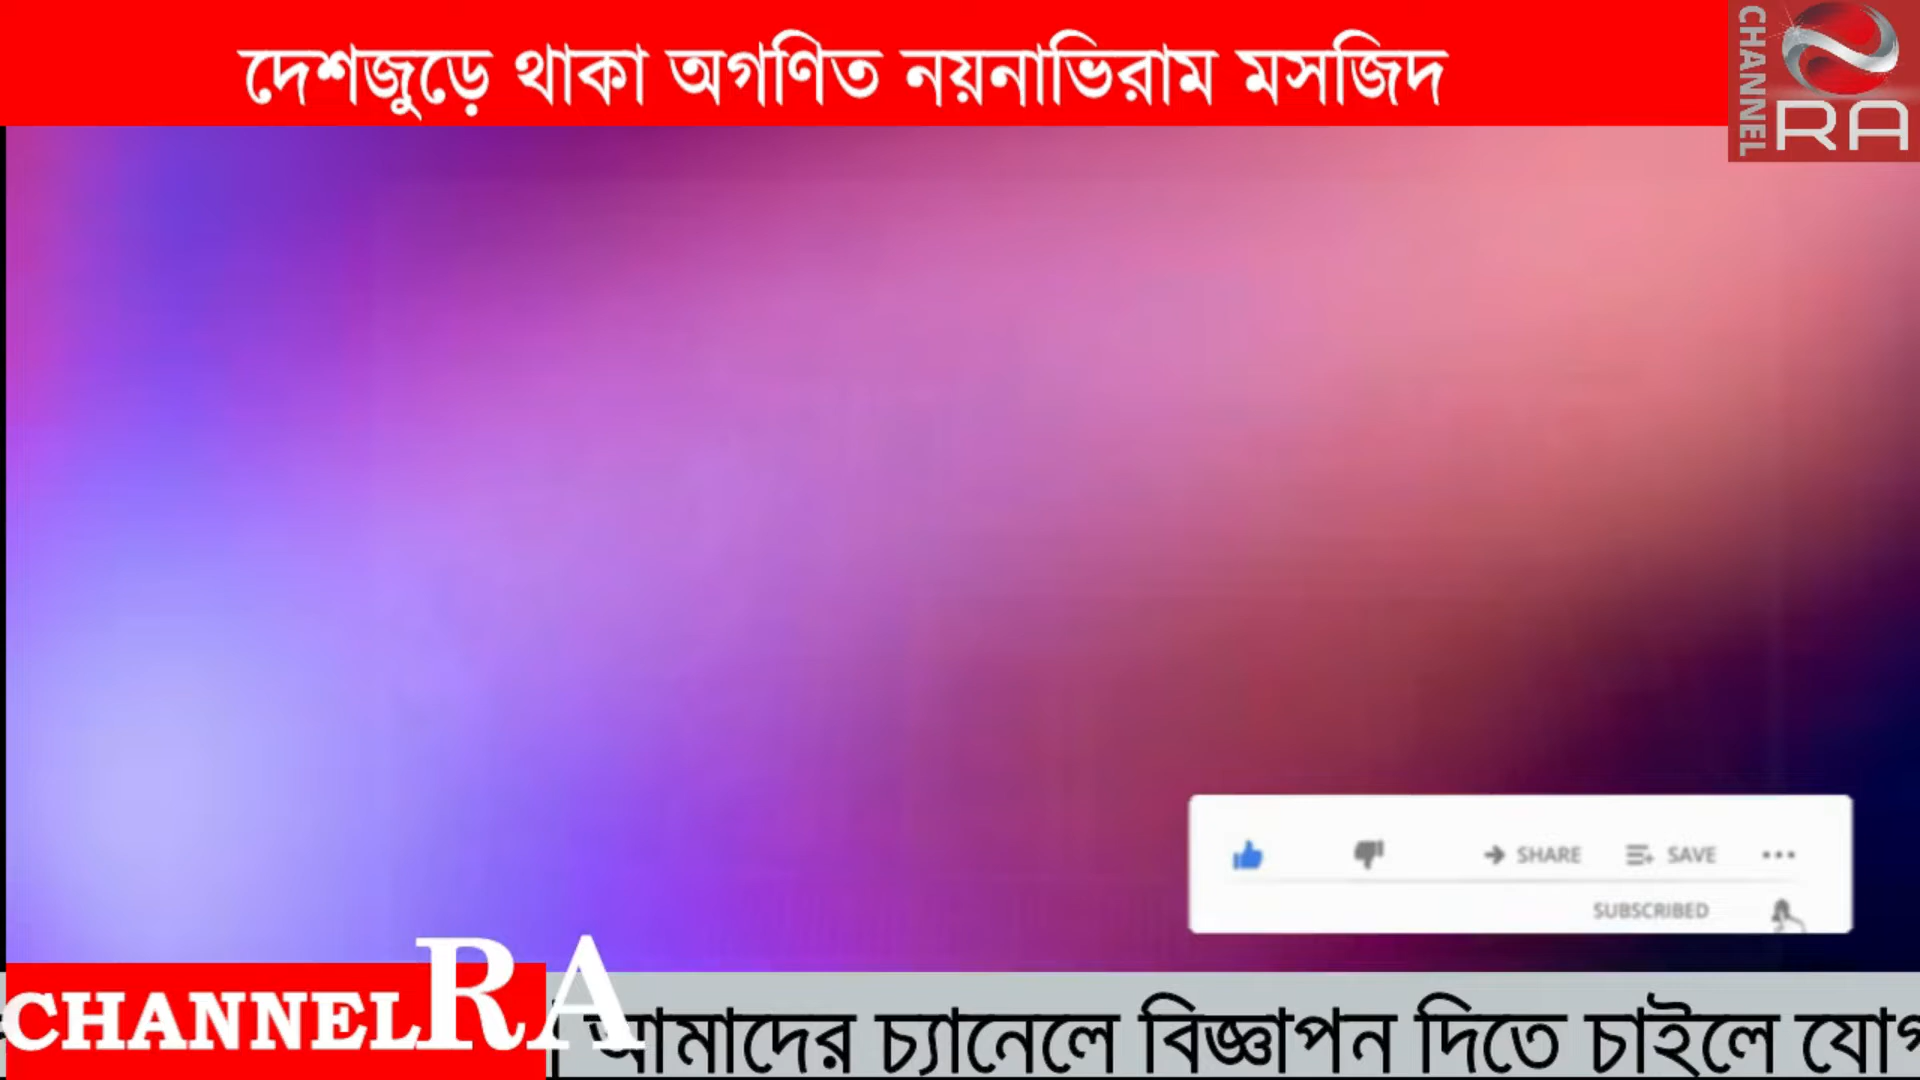 দেশজুড়ে থাকা অগণিত নয়নাভিরাম মসজিদ
CHANNEL RA
SHARE SAVE
SUBSCRIBED
CHANNEL RA
আমাদের চ্যানেলে বিজ্ঞাপন দিতে চাইলে